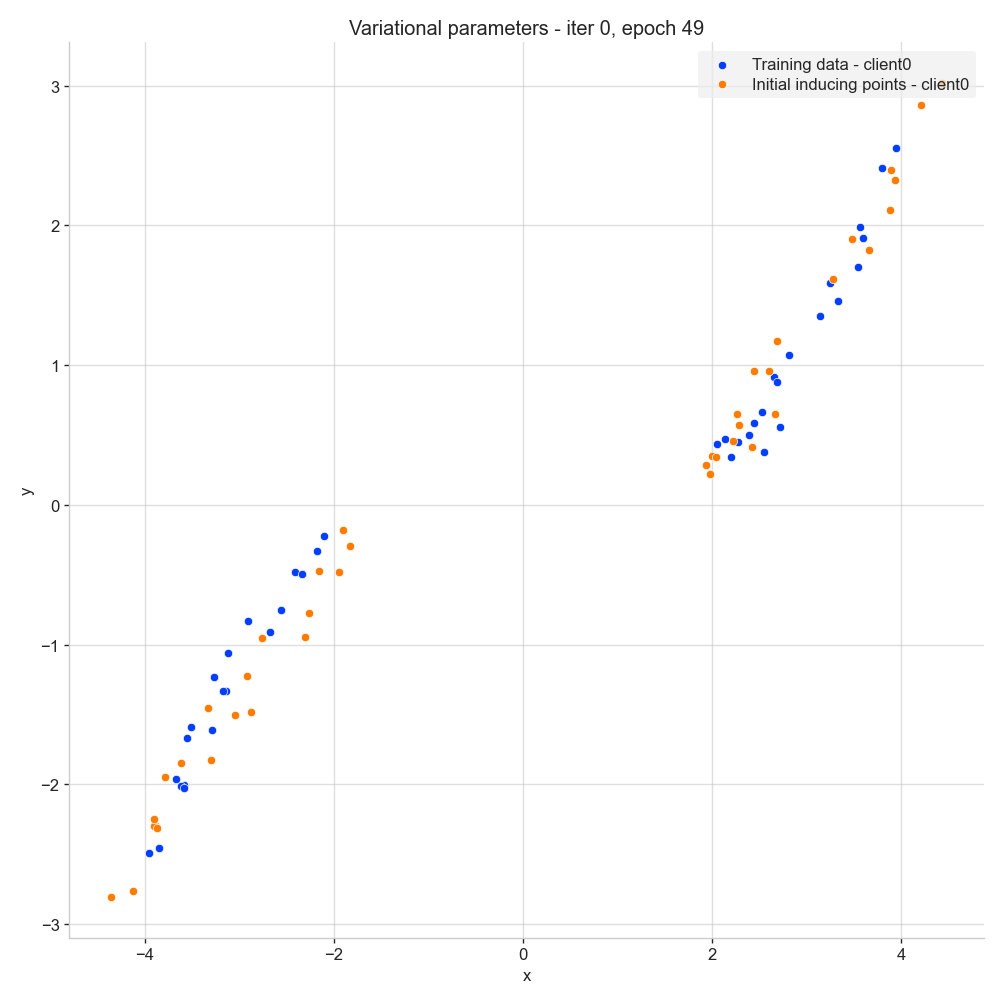 Variational parameters - iter 0, epoch 49
Training data - client0
Initial inducing points - client0
3
2
1
0
−1
−2
−3
y
−4
−2
0
2
4
x